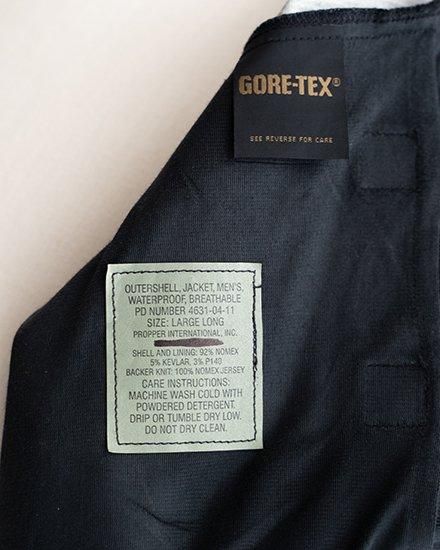 GORE-TEX®
SEE REVERSE FOR CARE
OUTERSHELL, JACKET, MEN'S,
WATERPROOF, BREATHABLE
PD NUMBER 4631-04-11
SIZE: LARGE LONG
PROPPER INTERNATIONAL, INC.
SHELL AND LINING: 92% NOMEX
5% KEVLAR, 3% P140
BACKER KNIT: 100% NOMEX JERSEY
CARE INSTRUCTIONS:
MACHINE WASH COLD WITH
POWDERED DETERGENT.
DRIP OR TUMBLE DRY LOW.
DO NOT DRY CLEAN.